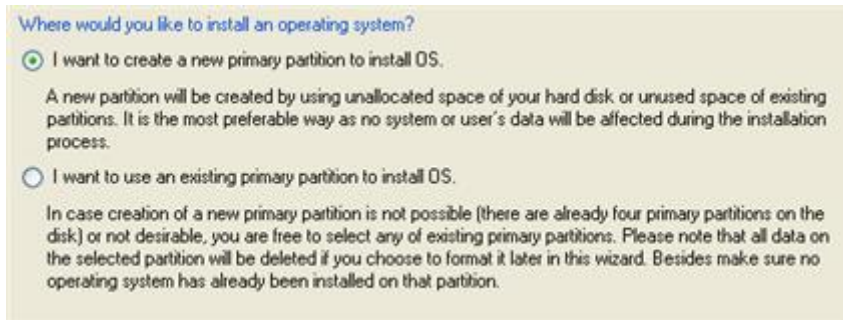 Where would you like to install an operating system?
I want to create a new primary partition to install OS.
A new partition will be created by using unallocated space of your hard disk or unused space of existing
partitions. It is the most preferable way as no system or user's data will be affected during the installation
process.
I want to use an existing primary partition to install OS.
In case creation of a new primary partition is not possible (there are already four primary partitions on the
disk) or not desirable, you are free to select any of existing primary partitions. Please note that all data on
the selected partition will be deleted if you choose to format it later in this wizard. Besides make sure no
operating system has already been installed on that partition.